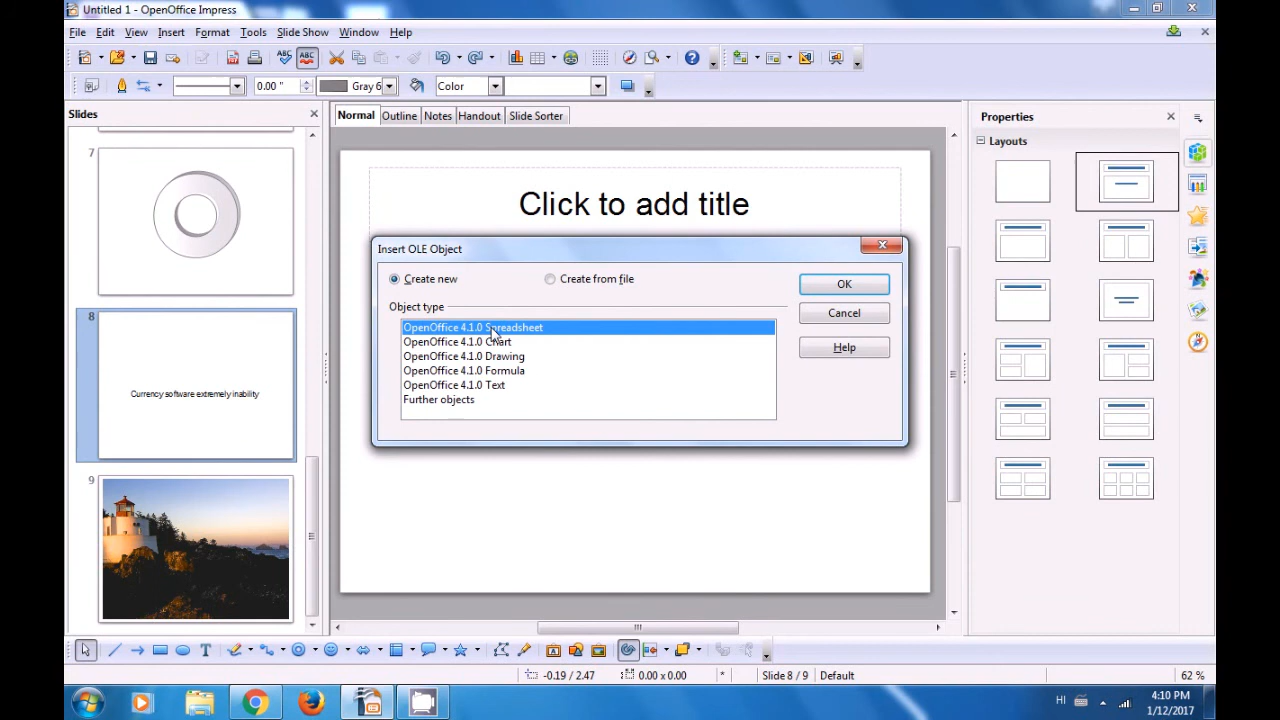 Untitled 1 - OpenOffice Impress
File Edit View Insert Format Tools Slide Show Window Help
0.00 " Gray 6 Color
Slides
Normal Outline Notes Handout Slide Sorter
Properties
Layouts
7
Click to add title
Insert OLE Object
Create new Create from file
OK
Object type
Cancel
OpenOffice 4.1.0 Spreadsheet
OpenOffice 4.1.0 Chart
Help
OpenOffice 4.1.0 Drawing
OpenOffice 4.1.0 Formula
OpenOffice 4.1.0 Text
Further objects
8
Currency software extremely inability
9
-0.19 / 2.47 0.00 x 0.00 * Slide 8 / 9 Default 62 %
HI 4:10 PM
1/12/2017